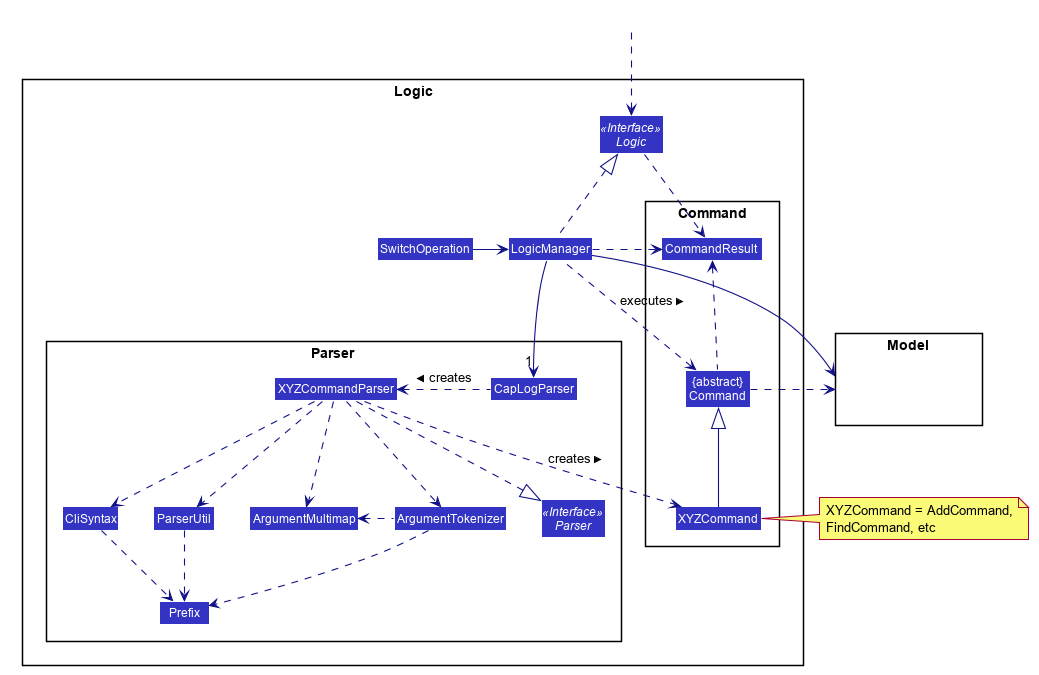 Logic
«Interface»
Logic
Command
SwitchOperation
LogicManager
CommandResult
executes ►
Parser
1
Model
XYZCommandParser
◄ creates
CapLogParser
{abstract}
Command
creates ►
CliSyntax
ParserUtil
ArgumentMultimap
ArgumentTokenizer
«Interface»
Parser
XYZCommand
XYZCommand = AddCommand,
FindCommand, etc
Prefix